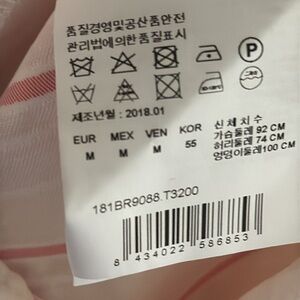 품질경영및공산품안전
관리법에의한품질표시
제조년월 : 2018.01
EUR MEX VEN KOR 신체치수
M M M 55 가슴둘레 92 CM
허리둘레 74 CM
엉덩이둘레100 CM
181BR9088.T3200
8 434022 586853